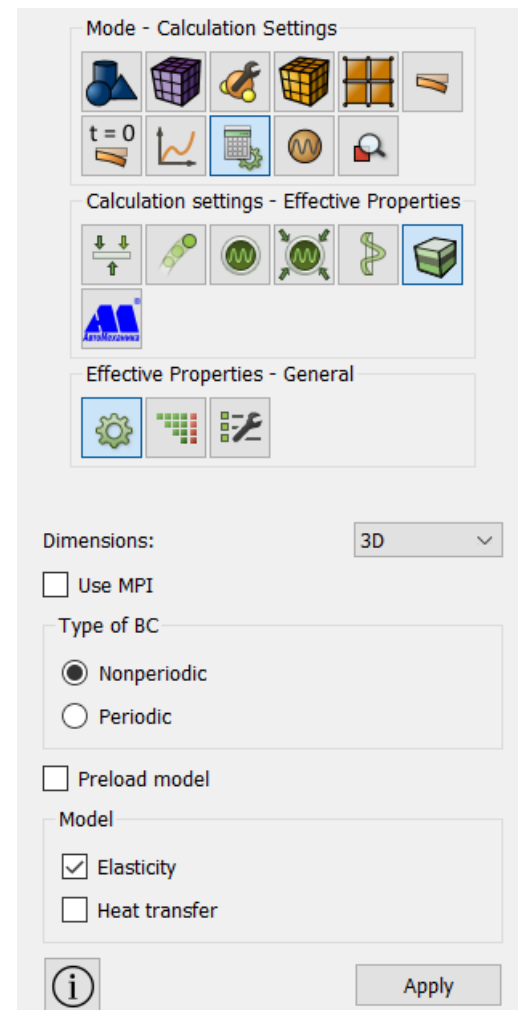 Mode - Calculation Settings
t = 0
Calculation settings - Effective Properties
®
АвтоМеханика
Effective Properties - General
Dimensions:
3D
Use MPI
Type of BC
Nonperiodic
Periodic
Preload model
Model
Elasticity
Heat transfer
i
Apply